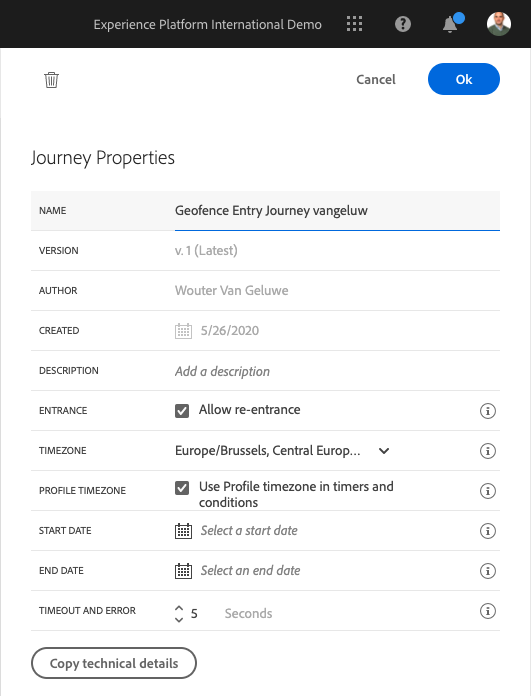 Experience Platform International Demo
Cancel
Ok
Journey Properties
NAME
Geofence Entry Journey vangeluw
VERSION
v. 1 (Latest)
AUTHOR
Wouter Van Geluwe
CREATED
5/26/2020
DESCRIPTION
Add a description
ENTRANCE
Allow re-entrance
TIMEZONE
Europe/Brussels, Central Europ...
PROFILE TIMEZONE
Use Profile timezone in timers and
conditions
START DATE
Select a start date
END DATE
Select an end date
TIMEOUT AND ERROR
5
Seconds
Copy technical details